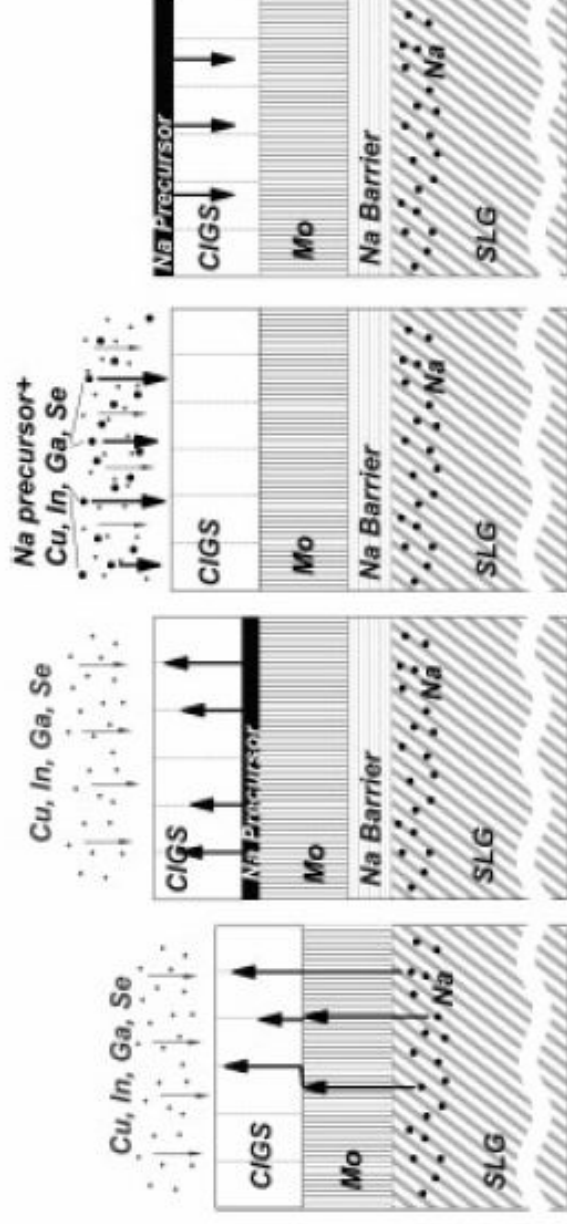 Cu, In, Ga, Se
CIGS
Mo
Na
SLG
Cu, In, Ga, Se
CIGS
Na Precursor
Mo
Na Barrier
Na
SLG
Na precursor+
Cu, In, Ga, Se
CIGS
Mo
Na Barrier
Na
SLG
Na Precursor
CIGS
Mo
Na Barrier
Na
SLG